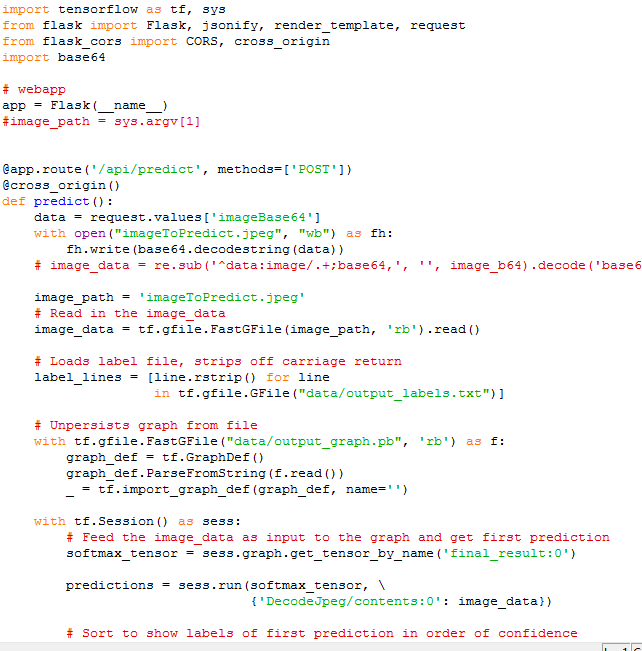 import tensorflow as tf, sys
from flask import Flask, jsonify, render_template, request
from flask_cors import CORS, cross_origin
import base64
# webapp
app = Flask(__name__)
#image_path = sys.argv[1]
@app.route('/api/predict', methods=['POST'])
@cross_origin()
def predict():
    data = request.values['imageBase64']
    with open("imageToPredict.jpeg", "wb") as fh:
        fh.write(base64.decodestring(data))
    # image_data = re.sub('^data:image/.+;base64,', '', image_b64).decode('base6
    image_path = 'imageToPredict.jpeg'
    # Read in the image_data
    image_data = tf.gfile.FastGFile(image_path, 'rb').read()
    # Loads label file, strips off carriage return
    label_lines = [line.rstrip() for line
                   in tf.gfile.GFile("data/output_labels.txt")]
    # Unpersists graph from file
    with tf.gfile.FastGFile("data/output_graph.pb", 'rb') as f:
        graph_def = tf.GraphDef()
        graph_def.ParseFromString(f.read())
        _ = tf.import_graph_def(graph_def, name='')
    with tf.Session() as sess:
        # Feed the image_data as input to the graph and get first prediction
        softmax_tensor = sess.graph.get_tensor_by_name('final_result:0')
        predictions = sess.run(softmax_tensor, \
                               {'DecodeJpeg/contents:0': image_data})
        # Sort to show labels of first prediction in order of confidence